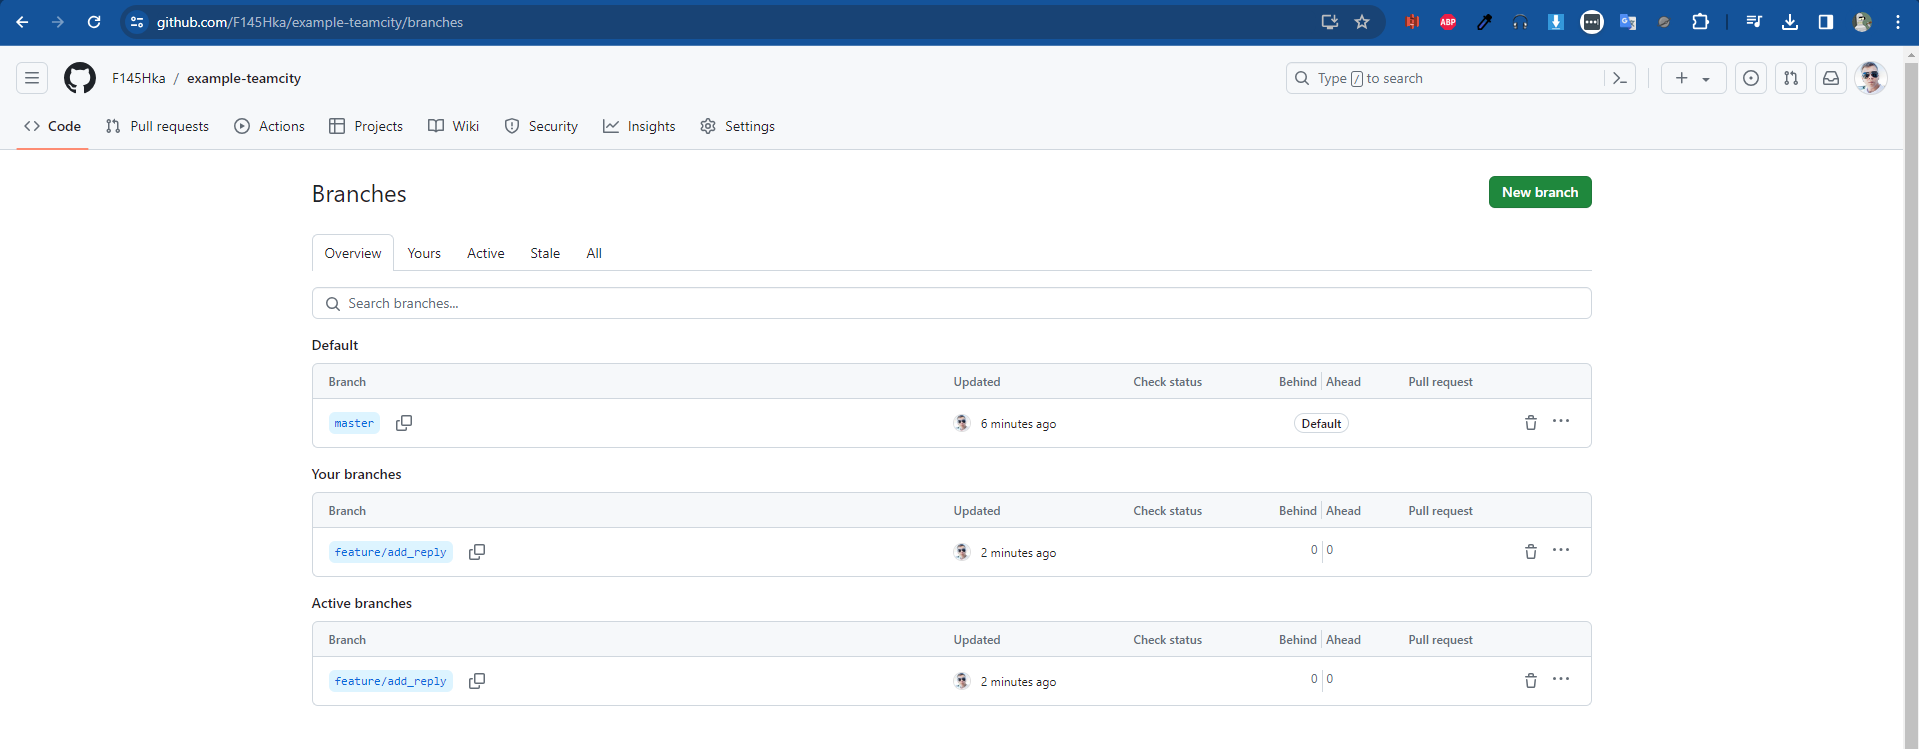 github.com/F145Hka/example-teamcity/branches
ABP
F145Hka / example-teamcity
Type / to search
Code Pull requests Actions Projects Wiki Security Insights Settings
Branches
New branch
Overview Yours Active Stale All
Search branches...
Default
Branch Updated Check status Behind Ahead Pull request
master 6 minutes ago Default
Your branches
Branch Updated Check status Behind Ahead Pull request
feature/add_reply 2 minutes ago 0 0
Active branches
Branch Updated Check status Behind Ahead Pull request
feature/add_reply 2 minutes ago 0 0